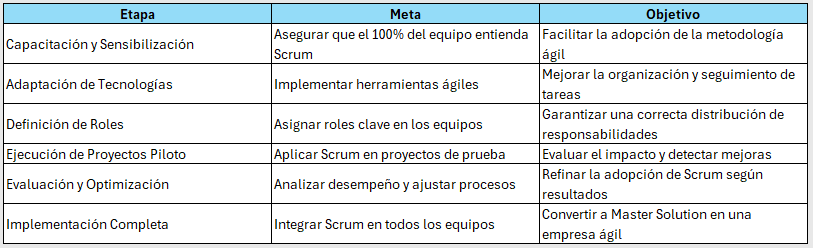 Etapa Meta Objetivo
Capacitación y Sensibilización
Asegurar que el 100% del equipo entienda
Scrum
Facilitar la adopción de la metodología
ágil
Adaptación de Tecnologías
Implementar herramientas ágiles
Mejorar la organización y seguimiento de
tareas
Definición de Roles
Asignar roles clave en los equipos
Garantizar una correcta distribución de
responsabilidades
Ejecución de Proyectos Piloto
Aplicar Scrum en proyectos de prueba
Evaluar el impacto y detectar mejoras
Evaluación y Optimización
Analizar desempeño y ajustar procesos
Refinar la adopción de Scrum según
resultados
Implementación Completa
Integrar Scrum en todos los equipos
Convertir a Master Solution en una
empresa ágil